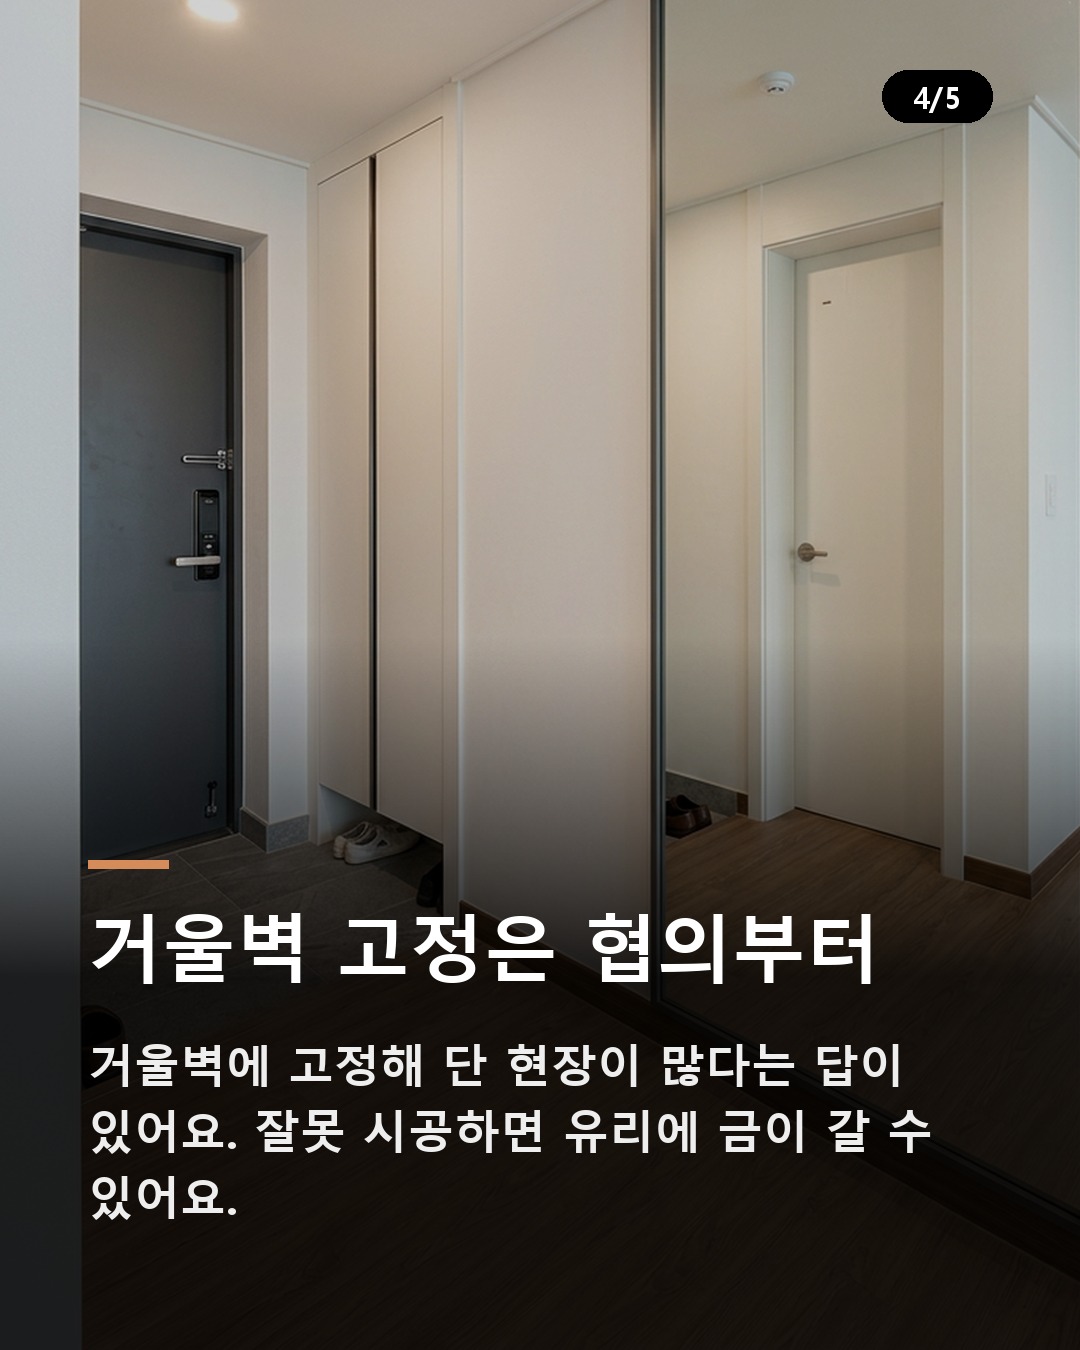 4/5
거울벽 고정은 협의부터
거울벽에 고정해 단 현장이 많다는 답이
있어요. 잘못 시공하면 유리에 금이 갈 수
있어요.